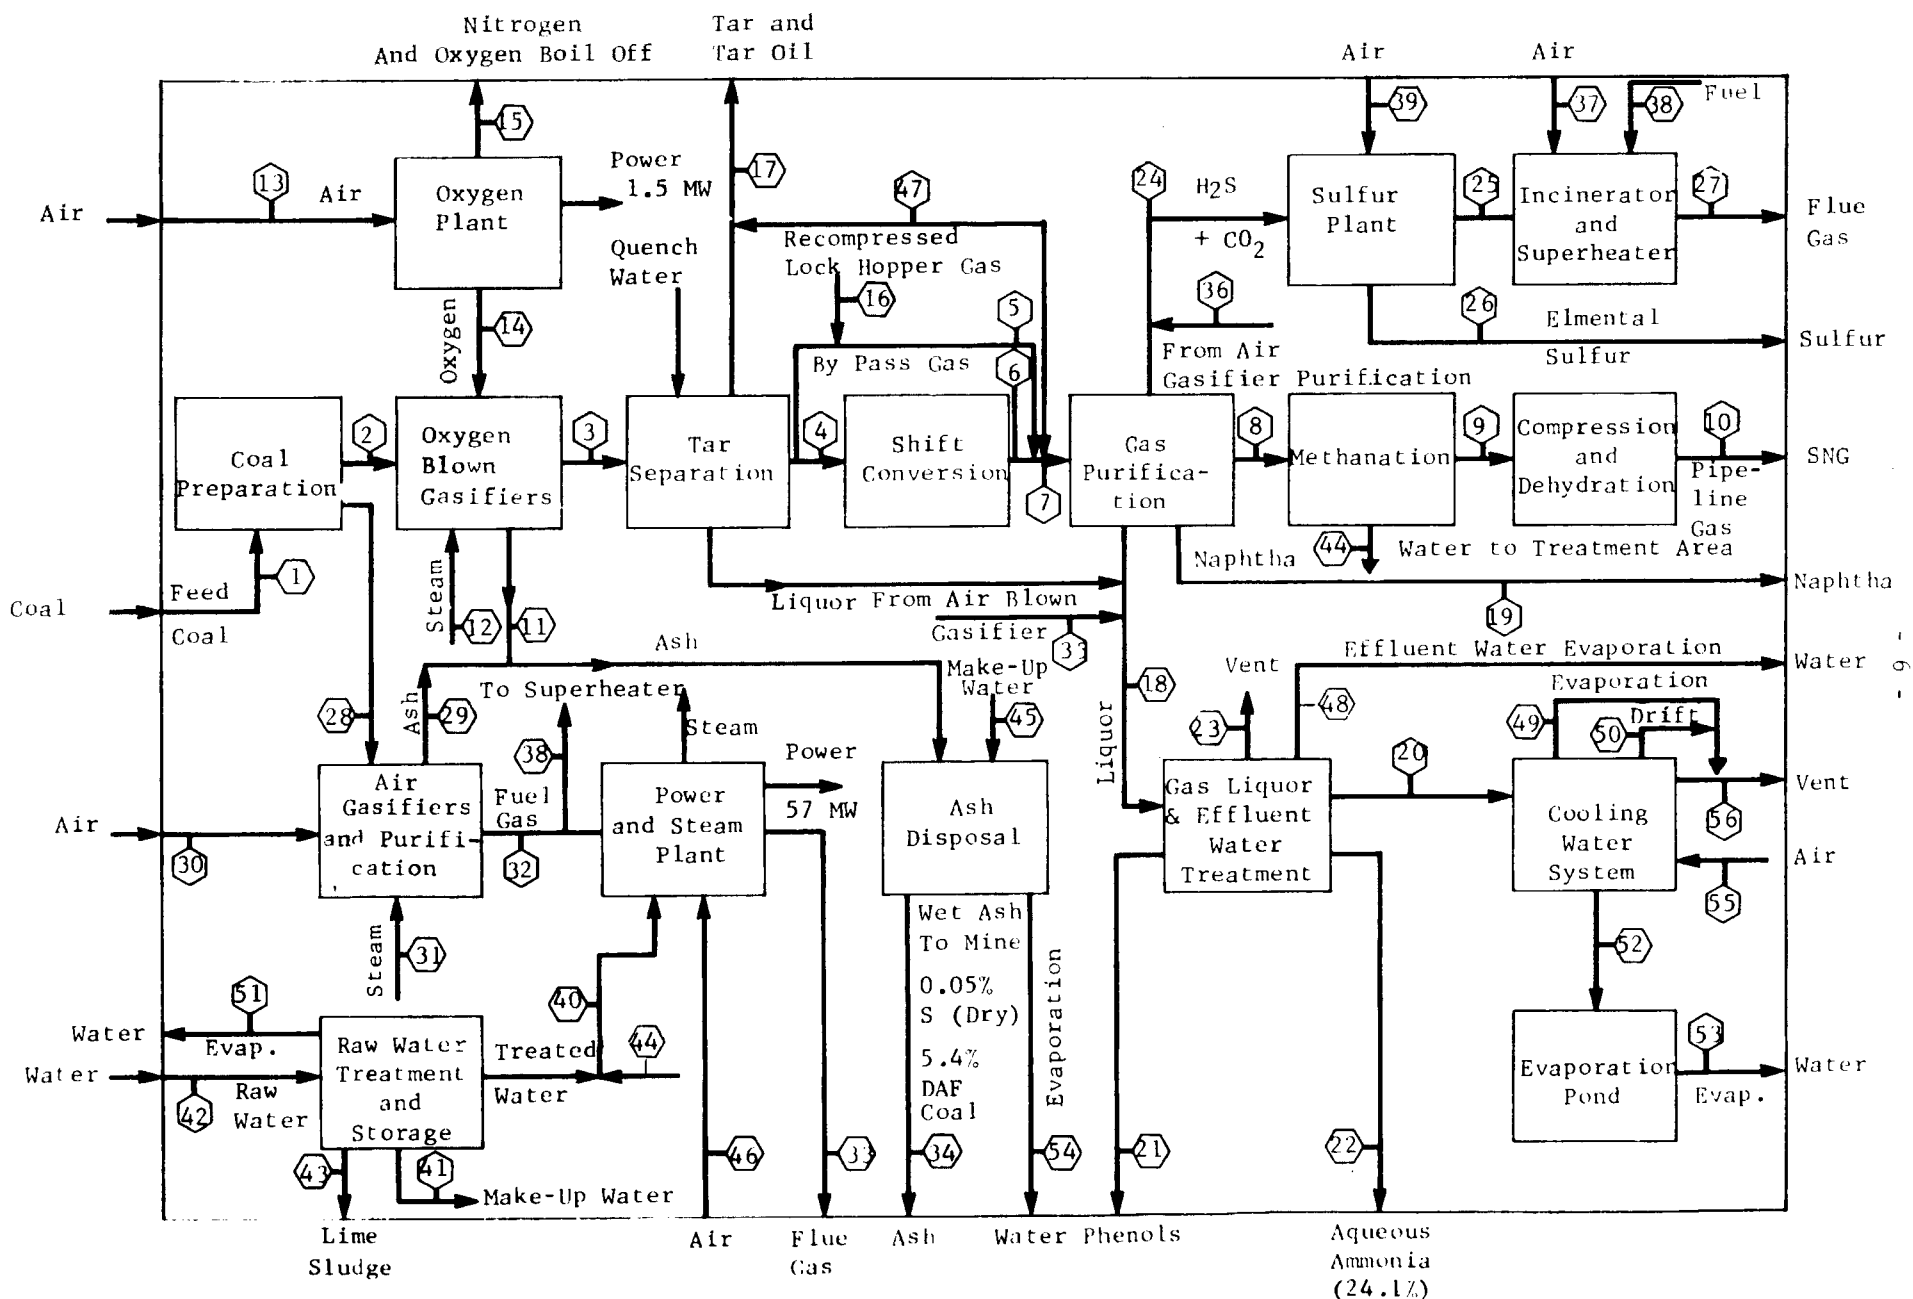 Nitrogen
And Oxygen Boil Off
Tar and
Tar Oil
Air
Air
Fuel
39
37
38
15
13
Air
Air
Oxygen
Plant
Power
1.5 MW
17
47
24
H2S
+ CO2
Sulfur
Plant
25
Incinerator
and
Superheater
27
Flue
Gas
Quench
Water
Recompressed
Lock Hopper Gas
16
5
36
26
Elmental
Sulfur
Sulfur
Oxygen
14
By Pass Gas
6
From Air
Gasifier Purification
Coal
Preparation
2
Oxygen
Blown
Gasifiers
3
Tar
Separation
4
Shift
Conversion
7
Gas
Purifica-
tion
8
Methanation
9
Compression
and
Dehydration
10
Pipe-
line
Gas
SNG
44
Water to Treatment Area
Naphtha
Naphtha
19
Coal
Feed
Coal
1
Steam
12
11
Liquor From Air Blown
Gasifier
Ash
Make-Up
Water
45
18
Liquor
Vent
23
Effluent Water Evaporation
Water
48
Evaporation
49
Drift
50
28
Ash
29
To Superheater
38
Steam
Power
57 MW
Air
30
Air
Gasifiers
and Purifi-
cation
Fuel
Gas
32
Power
and Steam
Plant
Ash
Disposal
Gas Liquor
& Effluent
Water
Treatment
20
Cooling
Water
System
Vent
56
Air
55
Steam
31
Wet Ash
To Mine
0.05%
S (Dry)
5.4%
DAF
Coal
Evaporation
52
51
Water
Evap.
Water
42
Raw
Water
Raw Water
Treatment
and
Storage
Treated
Water
40
44
Evaporation
Pond
53
Evap.
Water
43
41
Make-Up Water
46
33
34
54
21
22
Lime
Sludge
Air
Flue
Gas
Ash
Water
Phenols
Aqueous
Ammonia
(24.1%)
- 9 -